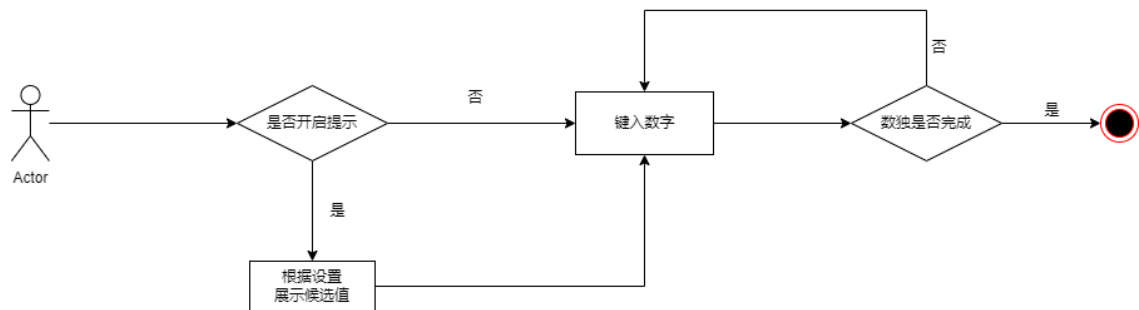 否
否
是否开启提示
键入数字
数独是否完成
是
Actor
是
根据设置
展示候选值